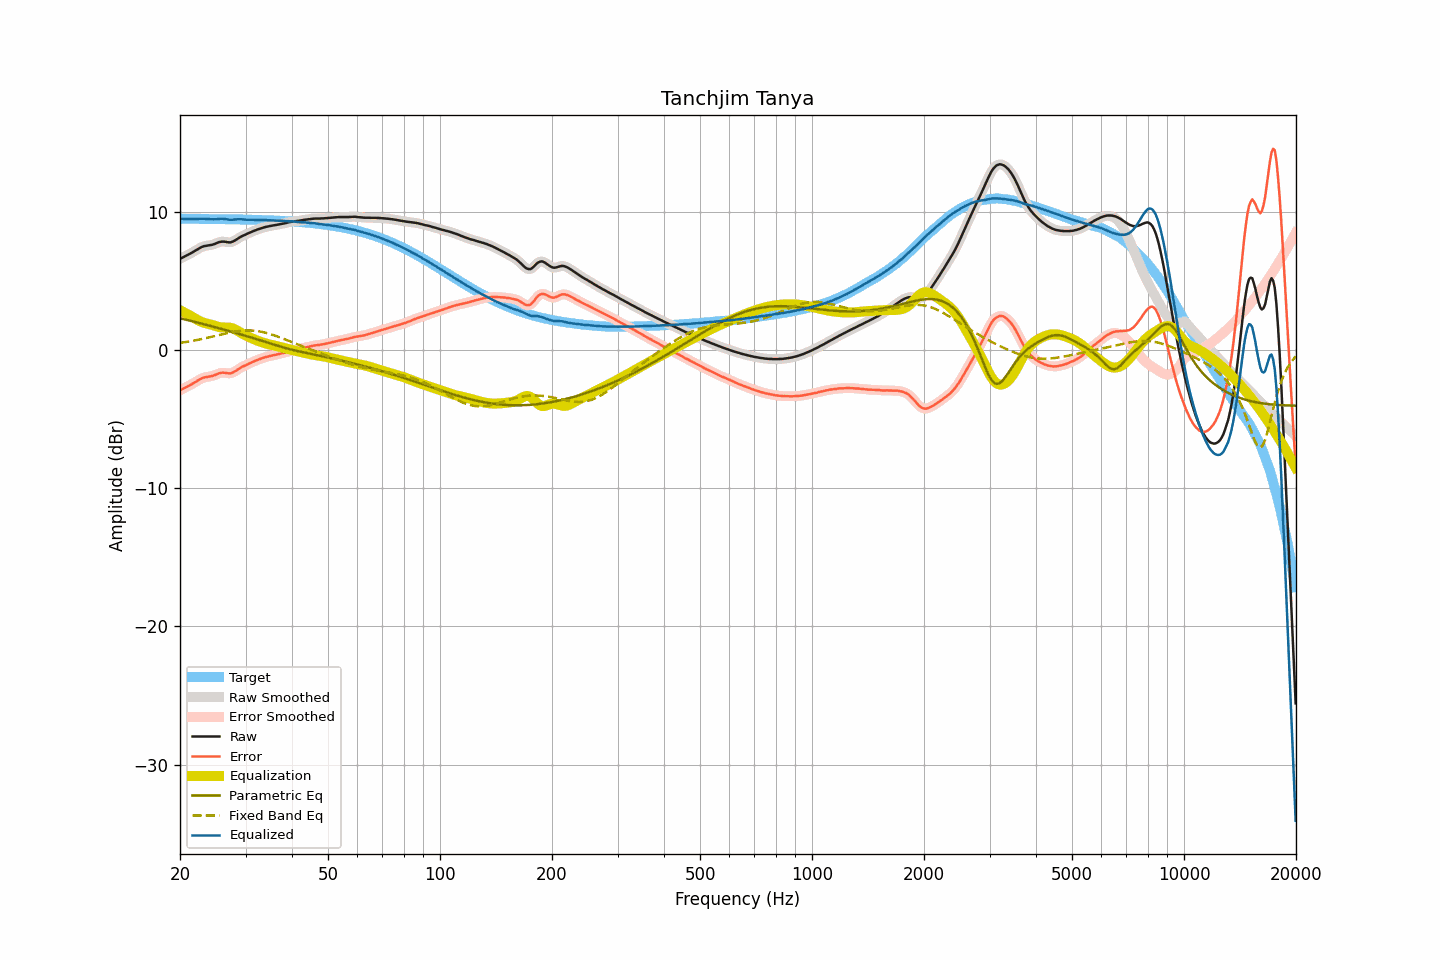 Tanchjim Tanya
Amplitude (dBr)
10
0
−10
−20
−30
Target
Raw Smoothed
Error Smoothed
Raw
Error
Equalization
Parametric Eq
Fixed Band Eq
Equalized
20 50 100 200 500 1000 2000 5000 10000 20000
Frequency (Hz)